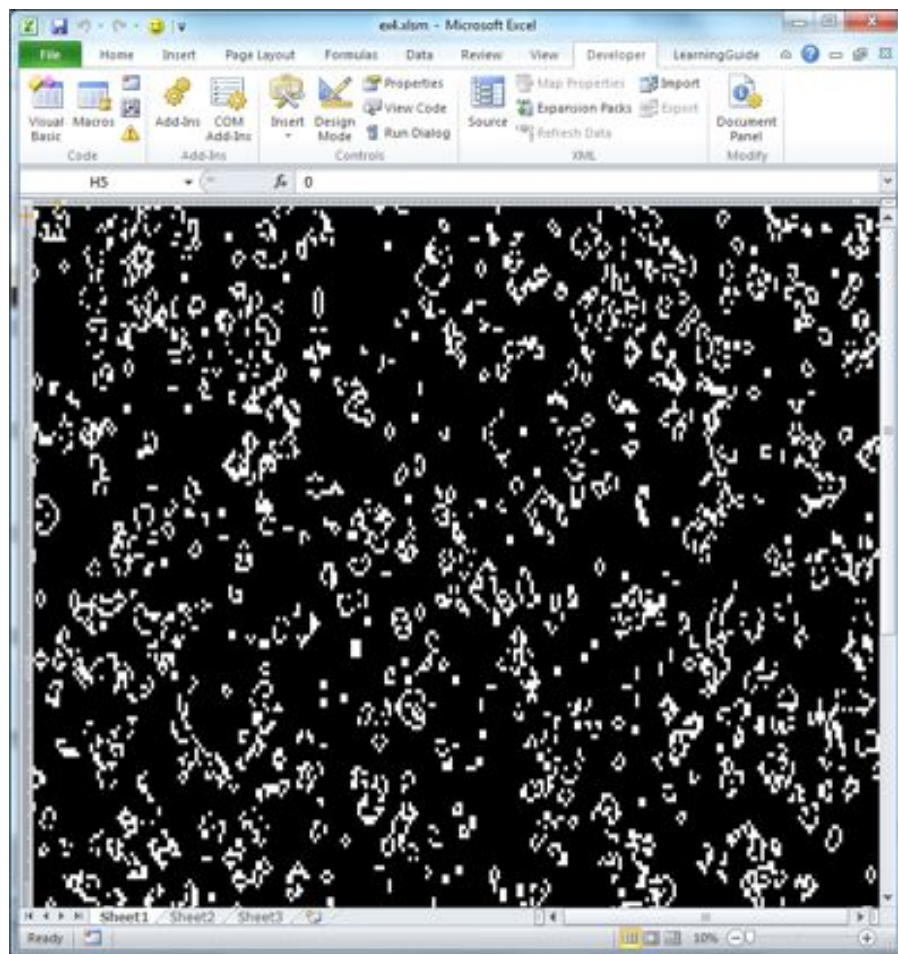 ex4.xlsm - Microsoft Excel
File Home Insert Page Layout Formulas Data Review View Developer LearningGuide
Visual Basic
Macros
Add-Ins
COM Add-Ins
Insert
Design Mode
Properties
View Code
Run Dialog
Source
Map Properties
Expansion Packs
Refresh Data
Import
Export
Document Panel
Code Add-Ins Controls XML Modify
H5 fx 0
Sheet1 Sheet2 Sheet3
Ready 10%